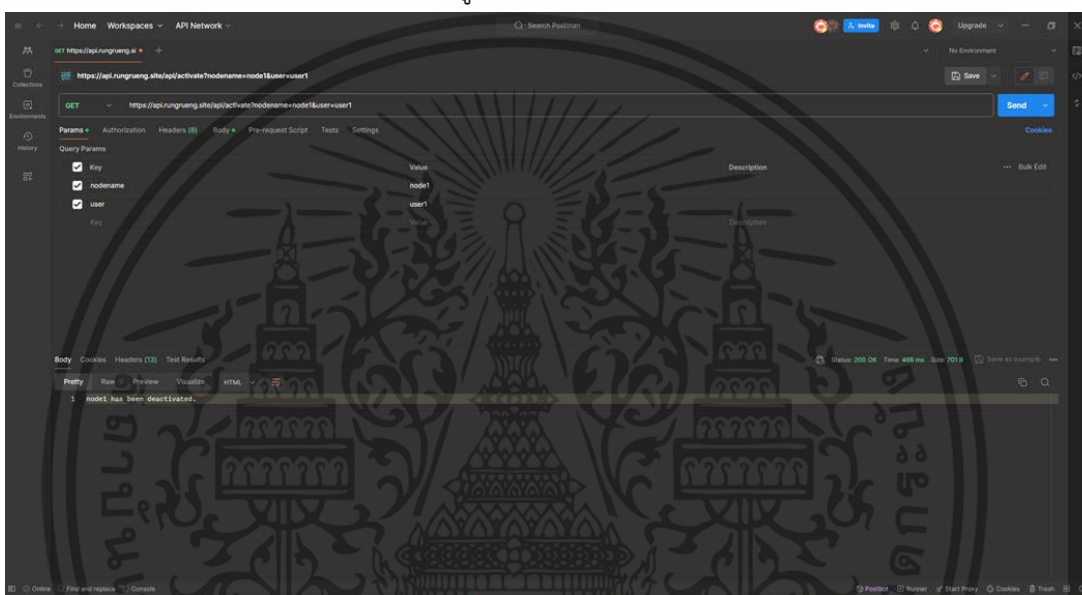 Home Workspaces API Network Search Postman Invite Upgrade
GET https://api.rungrueng.si No Environment
https://api.rungrueng.site/api/activate?nodename=node1&user=user1 Save
GET https://api.rungrueng.site/api/activate?nodename=node1&user=user1 Send
Collections
Environments
History
Params Authorization Headers (8) Body Pre-request Script Tests Settings Cookies
Query Params
Key Value Description Bulk Edit
nodename node1
user user1
Key Value Description
Body Cookies Headers (13) Test Results Status: 200 OK Time: 466 ms Size: 701 B Save as example
Pretty Raw Preview Visualize HTML
1 node1 has been deactivated.
Online Find and replace Console Postbot Runner Start Proxy Cookies Trash